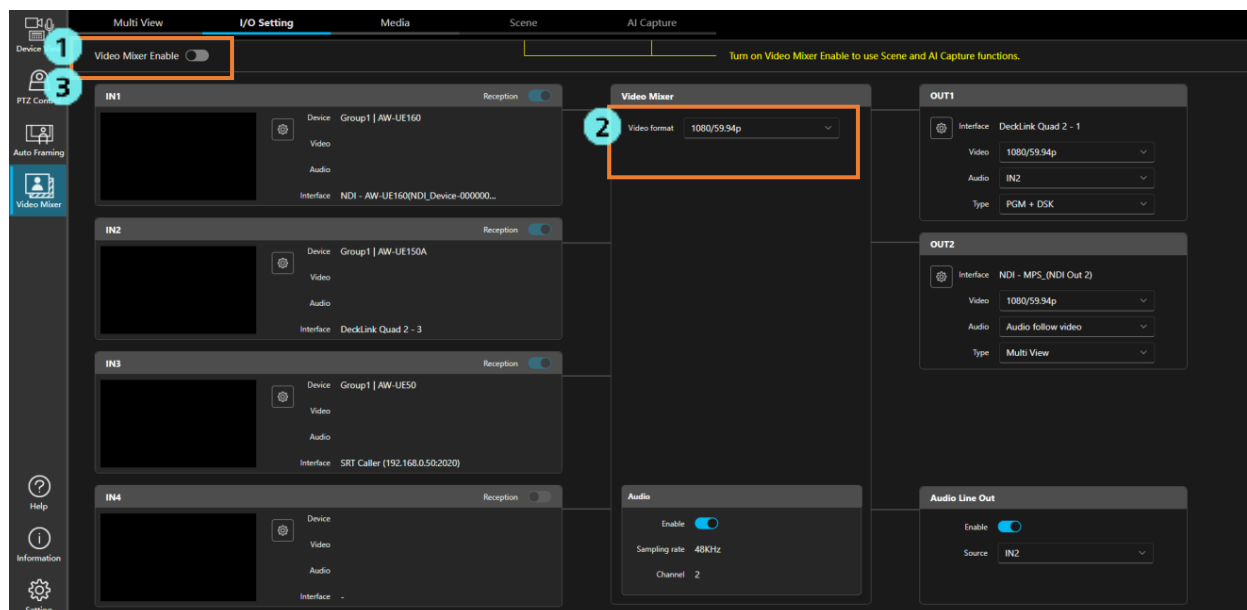 Multi View
I/O Setting
Media
Scene
AI Capture
Device
1
Video Mixer Enable
Turn on Video Mixer Enable to use Scene and AI Capture functions.
3
PTZ
Auto Framing
Video Mixer
Help
Information
Setting
IN1
Reception
Device Group1 | AW-UE160
Video
Audio
Interface NDI - AW-UE160(NDI_Device-000000...
IN2
Reception
Device Group1 | AW-UE150A
Video
Audio
Interface DeckLink Quad 2 - 3
IN3
Reception
Device Group1 | AW-UE50
Video
Audio
Interface SRT Caller (192.168.0.50:2020)
IN4
Reception
Device
Video
Audio
Interface -
Video Mixer
2
Video format 1080/59.94p
Audio
Enable
Sampling rate 48KHz
Channel 2
OUT1
Interface DeckLink Quad 2 - 1
Video 1080/59.94p
Audio IN2
Type PGM + DSK
OUT2
Interface NDI - MPS_(NDI Out 2)
Video 1080/59.94p
Audio Audio follow video
Type Multi View
Audio Line Out
Enable
Source IN2